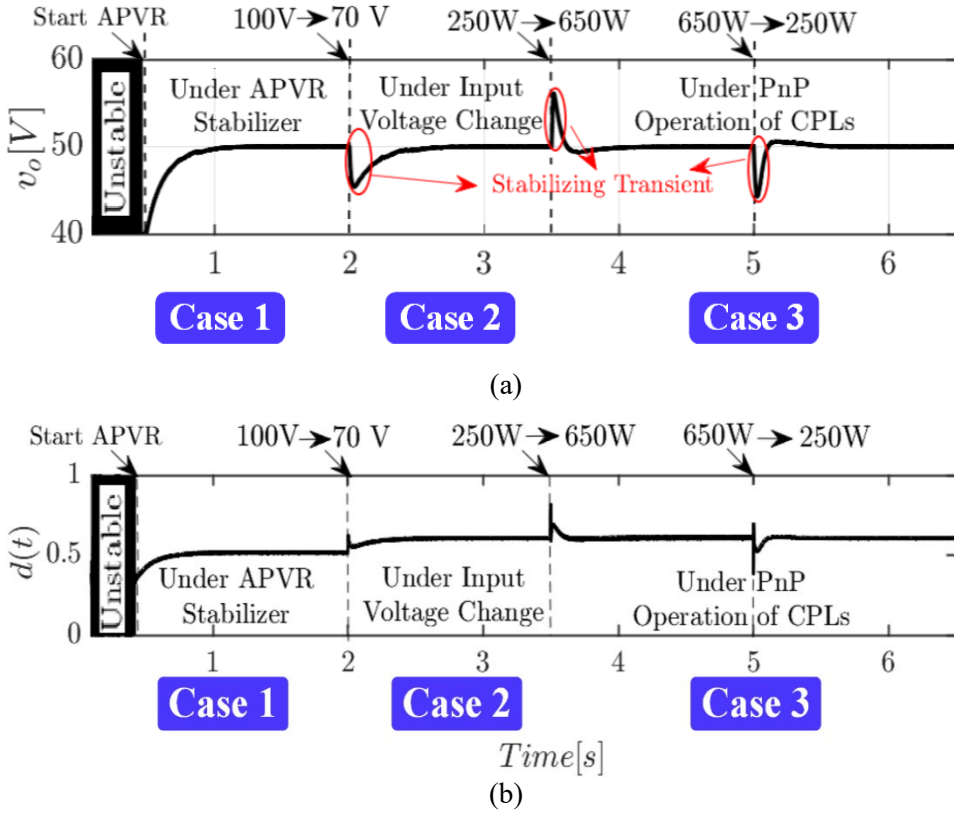 Start APVR
100V→70 V
250W→650W
650W→250W
60
50
40
v_o[V]
Unstable
Under APVR
Stabilizer
Under Input
Voltage Change
Under PnP
Operation of CPLs
Stabilizing Transient
1 2 3 4 5 6
Case 1
Case 2
Case 3
(a)
Start APVR
100V→70 V
250W→650W
650W→250W
1
0.5
0
d(t)
Unstable
Under APVR
Stabilizer
Under Input
Voltage Change
Under PnP
Operation of CPLs
1 2 3 4 5 6
Case 1
Case 2
Case 3
Time[s]
(b)